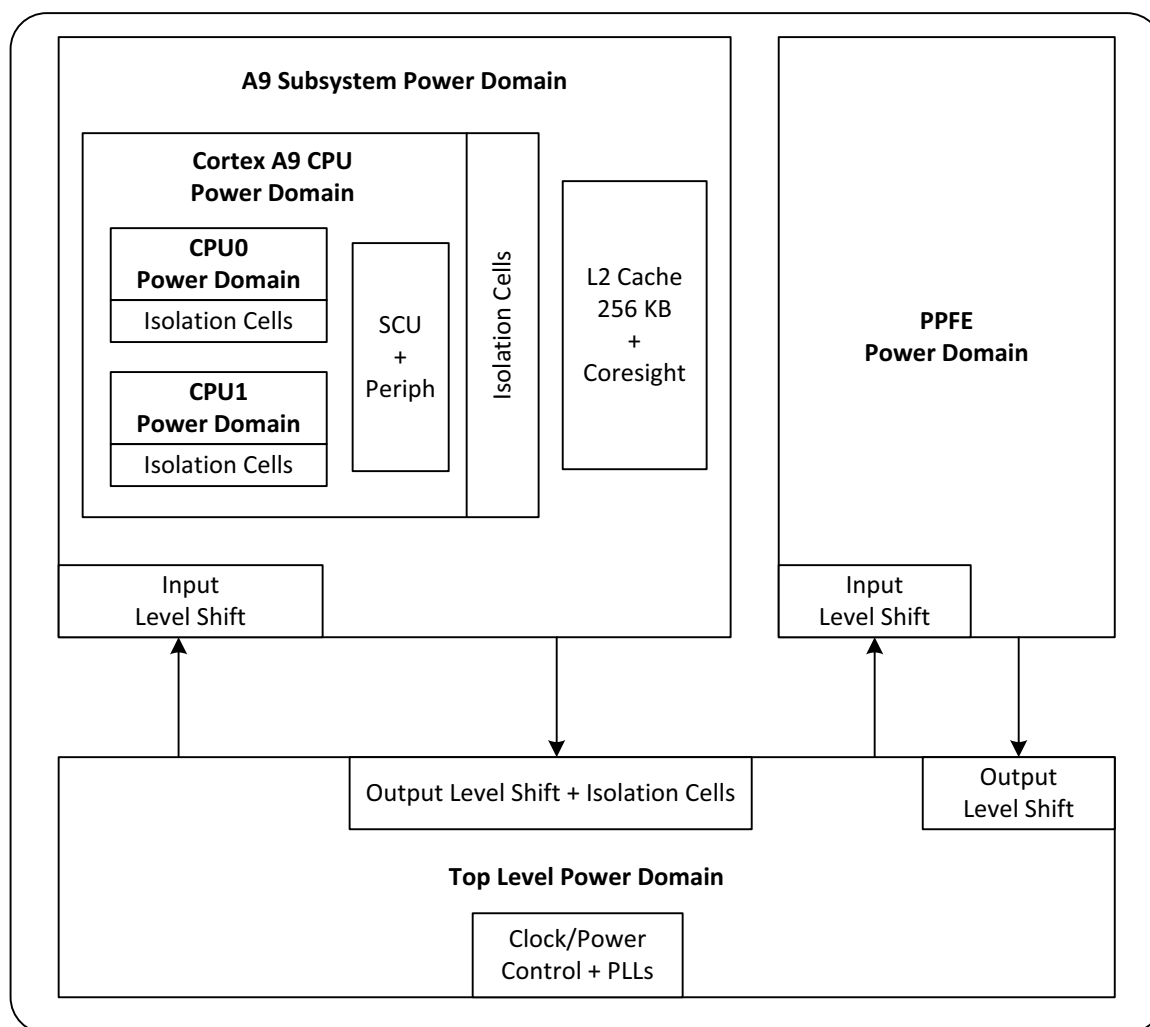 A9 Subsystem Power Domain
Cortex A9 CPU
Power Domain
CPU0
Power Domain
Isolation Cells
CPU1
Power Domain
Isolation Cells
SCU
+
Periph
Isolation Cells
L2 Cache
256 KB
+
Coresight
Input
Level Shift
PPFE
Power Domain
Input
Level Shift
Output Level Shift + Isolation Cells
Output
Level Shift
Top Level Power Domain
Clock/Power
Control + PLLs